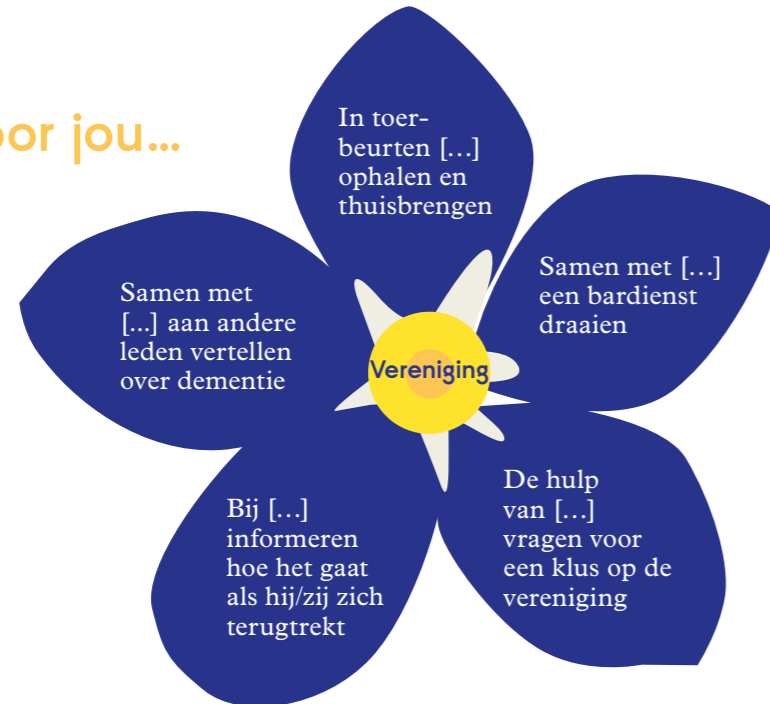 oor jou...
In toer-
beurten [...]
ophalen en
thuisbrengen
Samen met [...]
een bardienst
draaien
Samen met
[...] aan andere
leden vertellen
over dementie
Vereniging
De hulp
van [...]
vragen voor
een klus op de
vereniging
Bij [...]
informeren
hoe het gaat
als hij/zij zich
terugtrekt